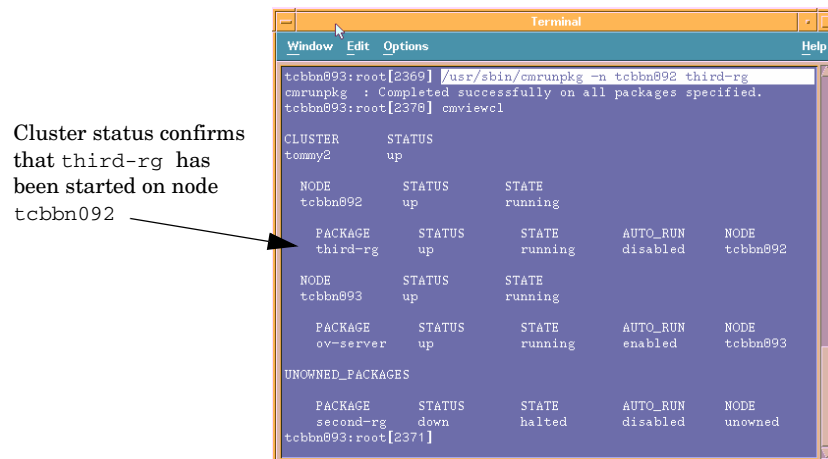 Cluster status confirms
that third-rg has
been started on node
tcbbn092
Terminal
Window Edit Options Help
tcbbn093:root[2369] /usr/sbin/cmrunpkg -n tcbbn092 third-rg
cmrunpkg : Completed successfully on all packages specified.
tcbbn093:root[2370] cmviewcl
CLUSTER STATUS
tommy2 up
NODE STATUS STATE
tcbbn092 up running
PACKAGE STATUS STATE AUTO_RUN NODE
third-rg up running disabled tcbbn092
NODE STATUS STATE
tcbbn093 up running
PACKAGE STATUS STATE AUTO_RUN NODE
ov-server up running enabled tcbbn093
UNOWNED_PACKAGES
PACKAGE STATUS STATE AUTO_RUN NODE
second-rg down halted disabled unowned
tcbbn093:root[2371]